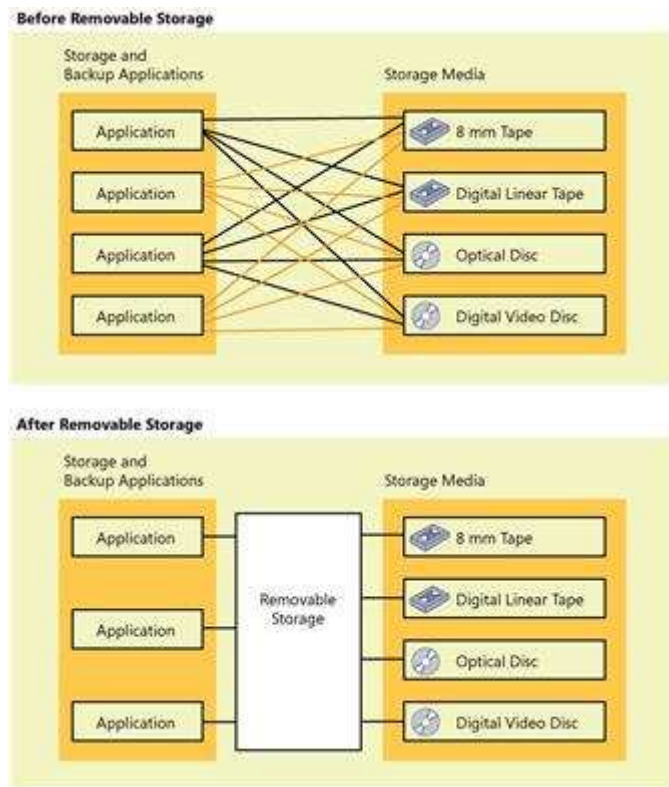 Before Removable Storage
Storage and
Backup Applications
Storage Media
Application
8 mm Tape
Application
Digital Linear Tape
Application
Optical Disc
Application
Digital Video Disc
After Removable Storage
Storage and
Backup Applications
Storage Media
Application
8 mm Tape
Removable
Storage
Digital Linear Tape
Application
Optical Disc
Application
Digital Video Disc